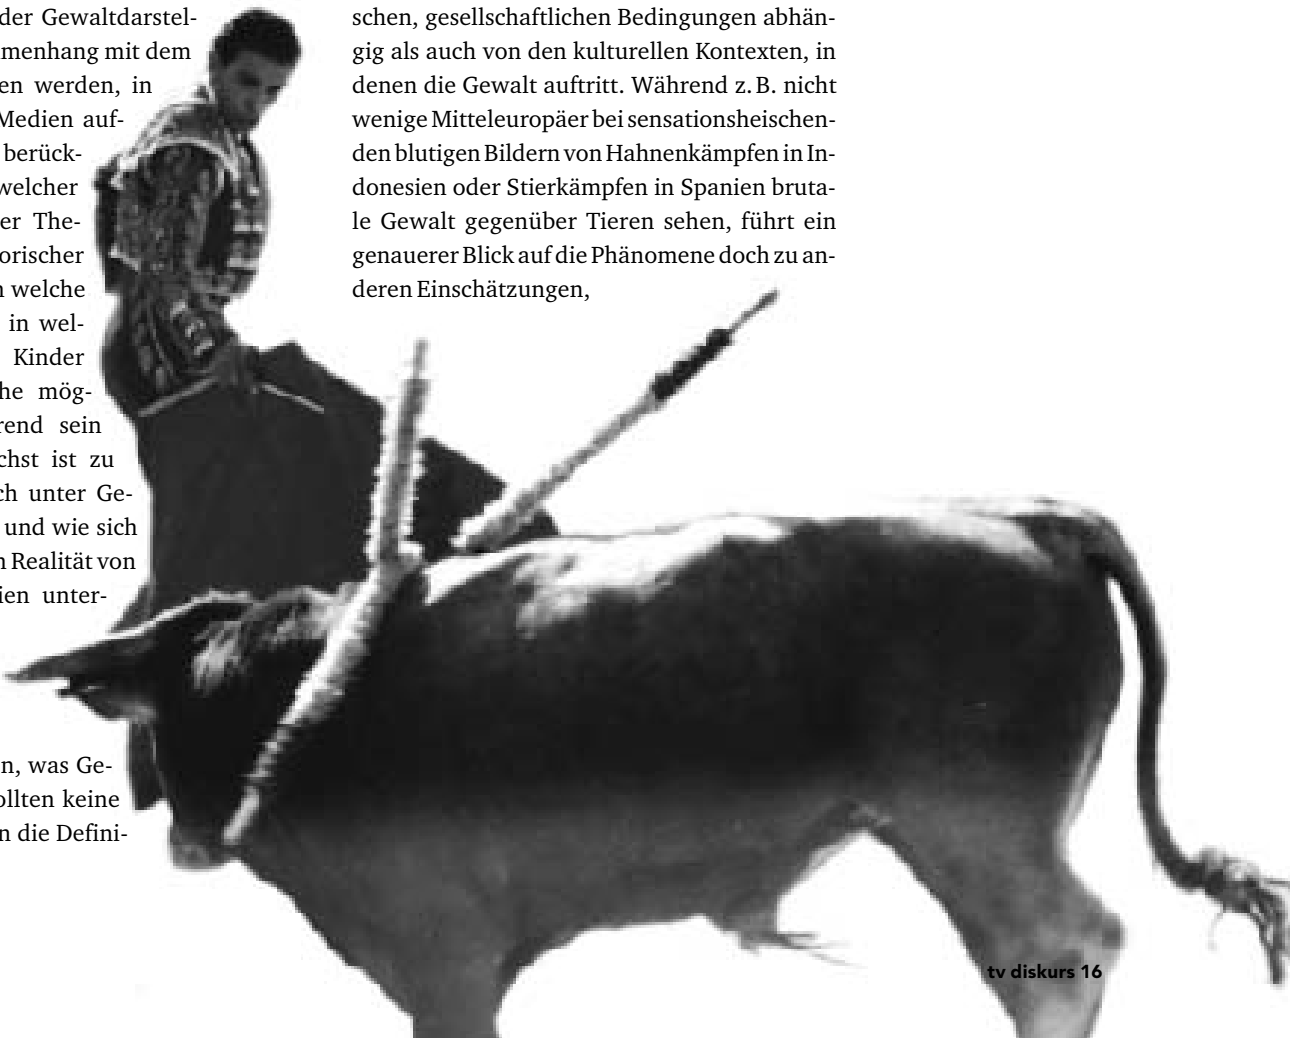 der Gewaltdarstel-
menhang mit dem
en werden, in
Medien auf-
berück-
welcher
er The-
orischer
welche
in wel-
Kinder
he mög-
rend sein
chst ist zu
ch unter Ge-
und wie sich
Realität von
ien unter-
n, was Ge-
ollten keine
n die Defini-
schen, gesellschaftlichen Bedingungen abhän-
gig als auch von den kulturellen Kontexten, in
denen die Gewalt auftritt. Während z. B. nicht
wenige Mitteleuropäer bei sensationsheischen-
den blutigen Bildern von Hahnenkämpfen in In-
donesien oder Stierkämpfen in Spanien bruta-
le Gewalt gegenüber Tieren sehen, führt ein
genauerer Blick auf die Phänomene doch zu an-
deren Einschätzungen,
tv diskurs 16